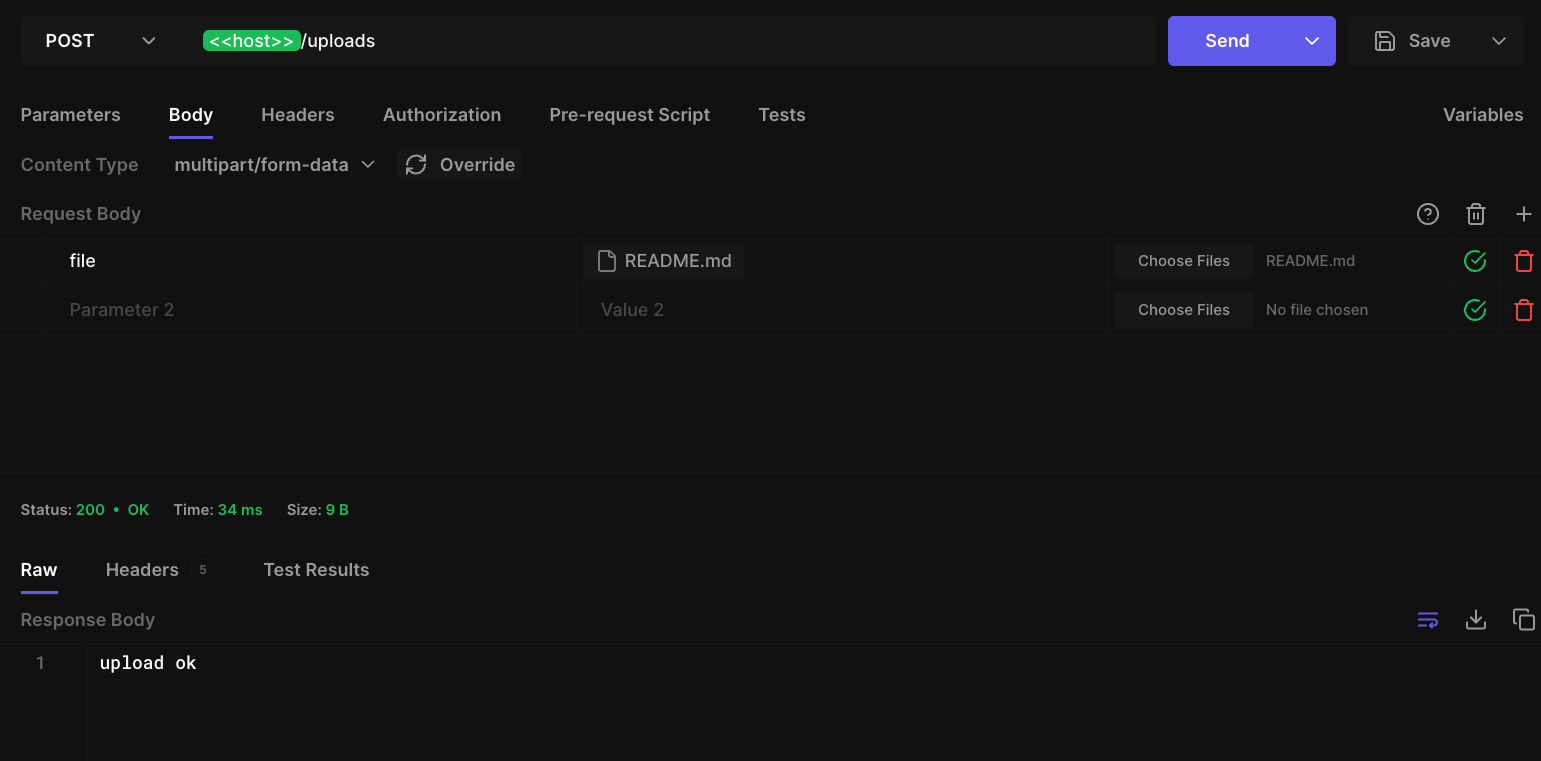 POST <<host>>/uploads Send Save
Parameters Body Headers Authorization Pre-request Script Tests Variables
Content Type multipart/form-data Override
Request Body
file README.md Choose Files README.md
Parameter 2 Value 2 Choose Files No file chosen
Status: 200 • OK Time: 34 ms Size: 9 B
Raw Headers 5 Test Results
Response Body
1 upload ok